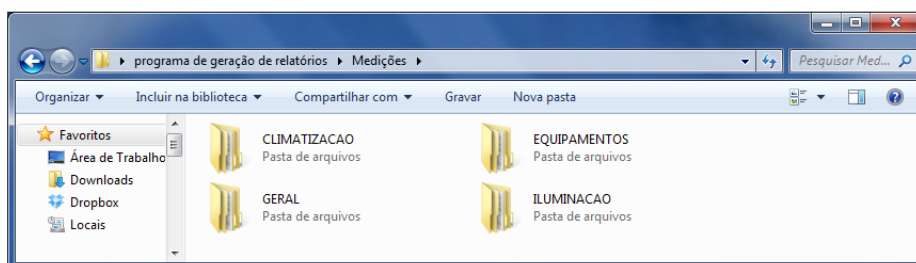 programa de geração de relatórios Medições
Pesquisar Med...
Organizar Incluir na biblioteca Compartilhar com Gravar Nova pasta
Favoritos
Área de Trabalho
Downloads
Dropbox
Locais
CLIMATIZACAO
Pasta de arquivos
EQUIPAMENTOS
Pasta de arquivos
GERAL
Pasta de arquivos
ILUMINACAO
Pasta de arquivos